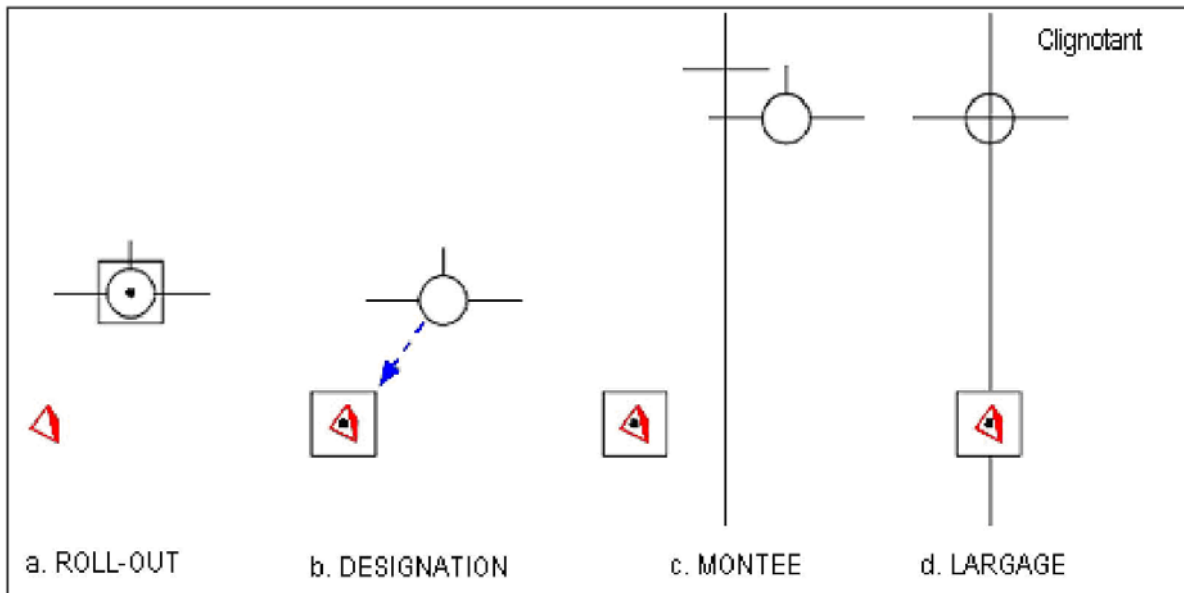 Clignotant
a. ROLL-OUT
b. DESIGNATION
c. MONTEE
d. LARGAGE